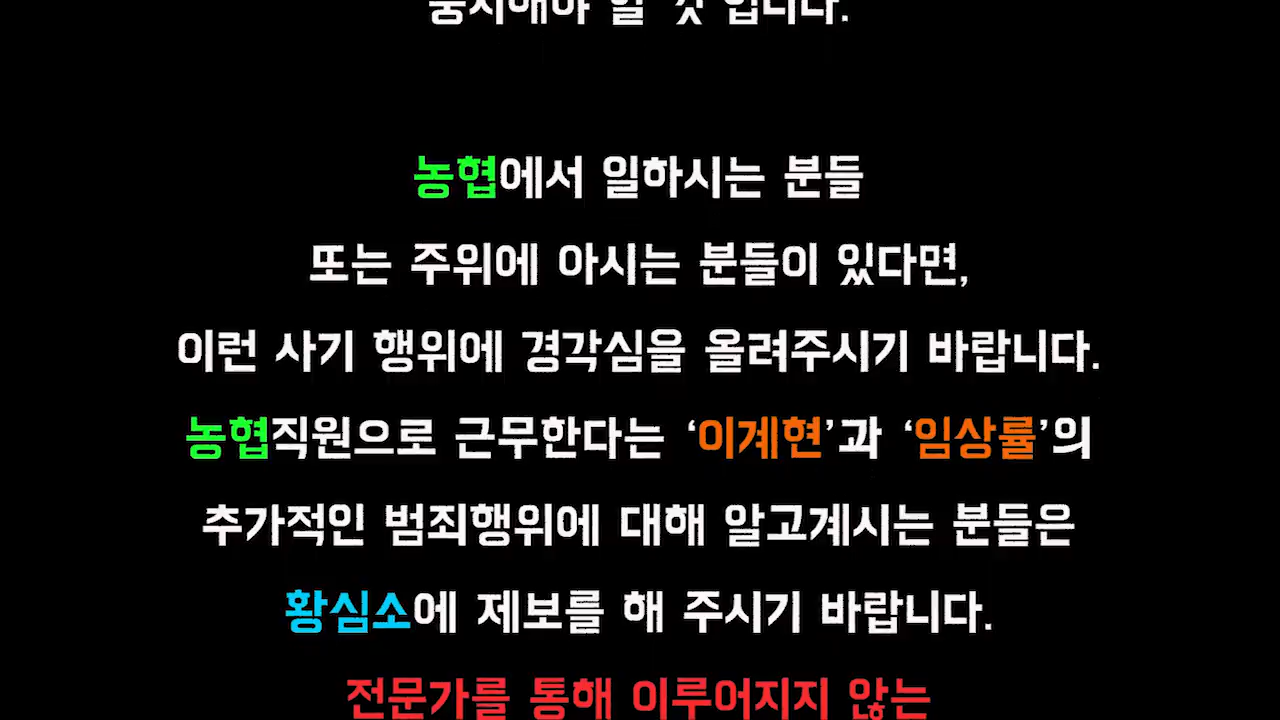 할 것 입니다.
농협에서 일하시는 분들
또는 주위에 아시는 분들이 있다면,
이런 사기 행위에 경각심을 올려주시기 바랍니다.
농협직원으로 근무한다는 ‘이계현’과 ‘임상률’의
추가적인 범죄행위에 대해 알고계시는 분들은
황심소에 제보를 해 주시기 바랍니다.
전문가를 통해 이루어지지 않는